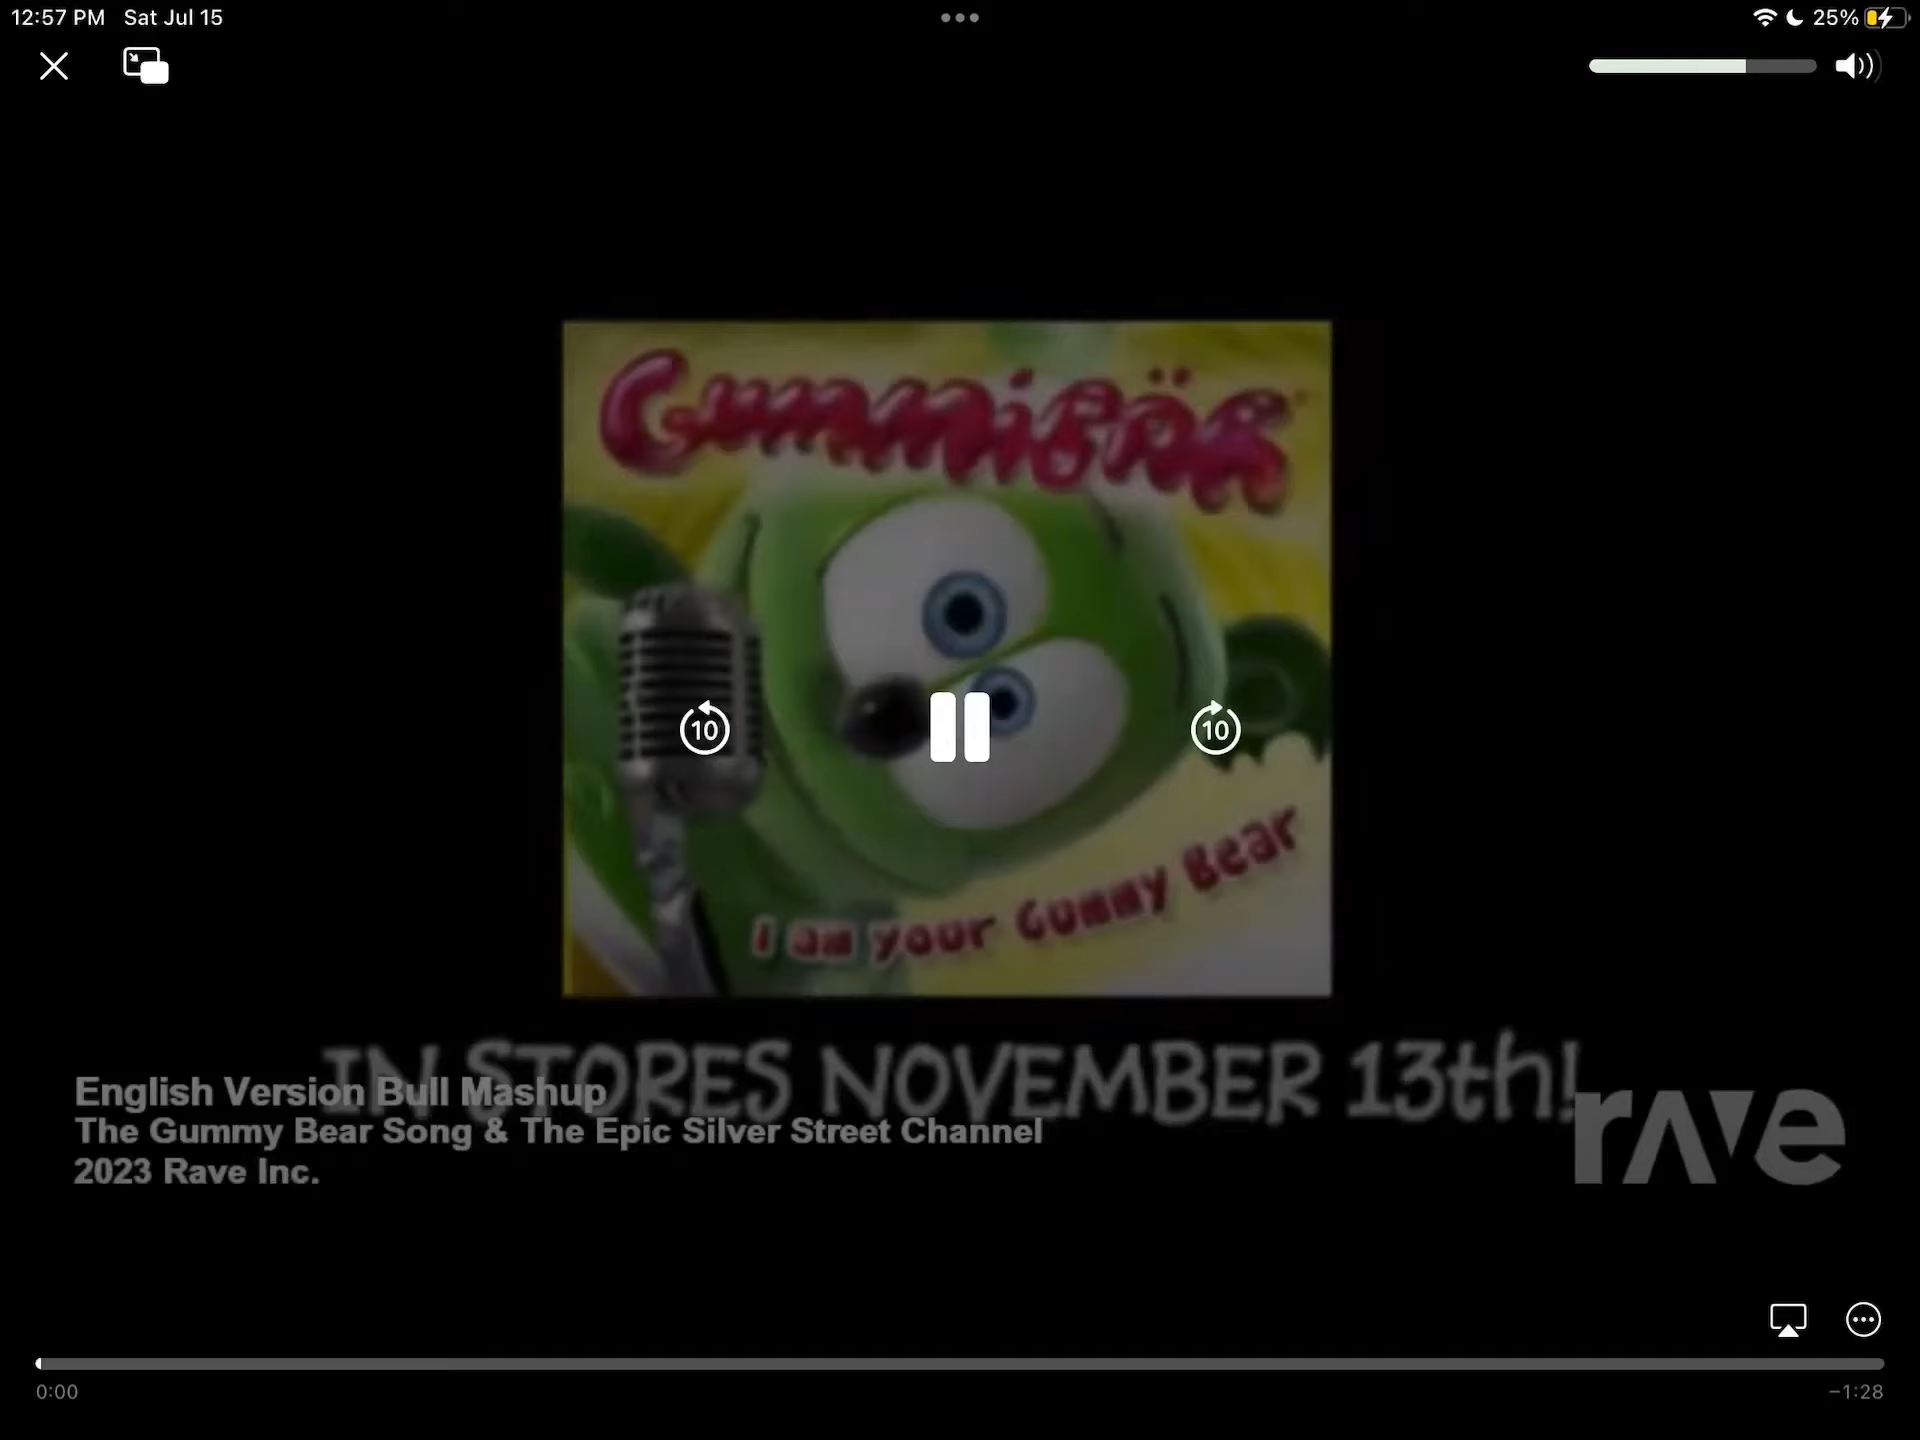 12:57 PM Sat Jul 15
25%
Gummibär
10
10
I am your Gummy Bear
IN STORES NOVEMBER 13th!
English Version Bull Mashup
The Gummy Bear Song & The Epic Silver Street Channel
2023 Rave Inc.
rave
0:00
-1:28